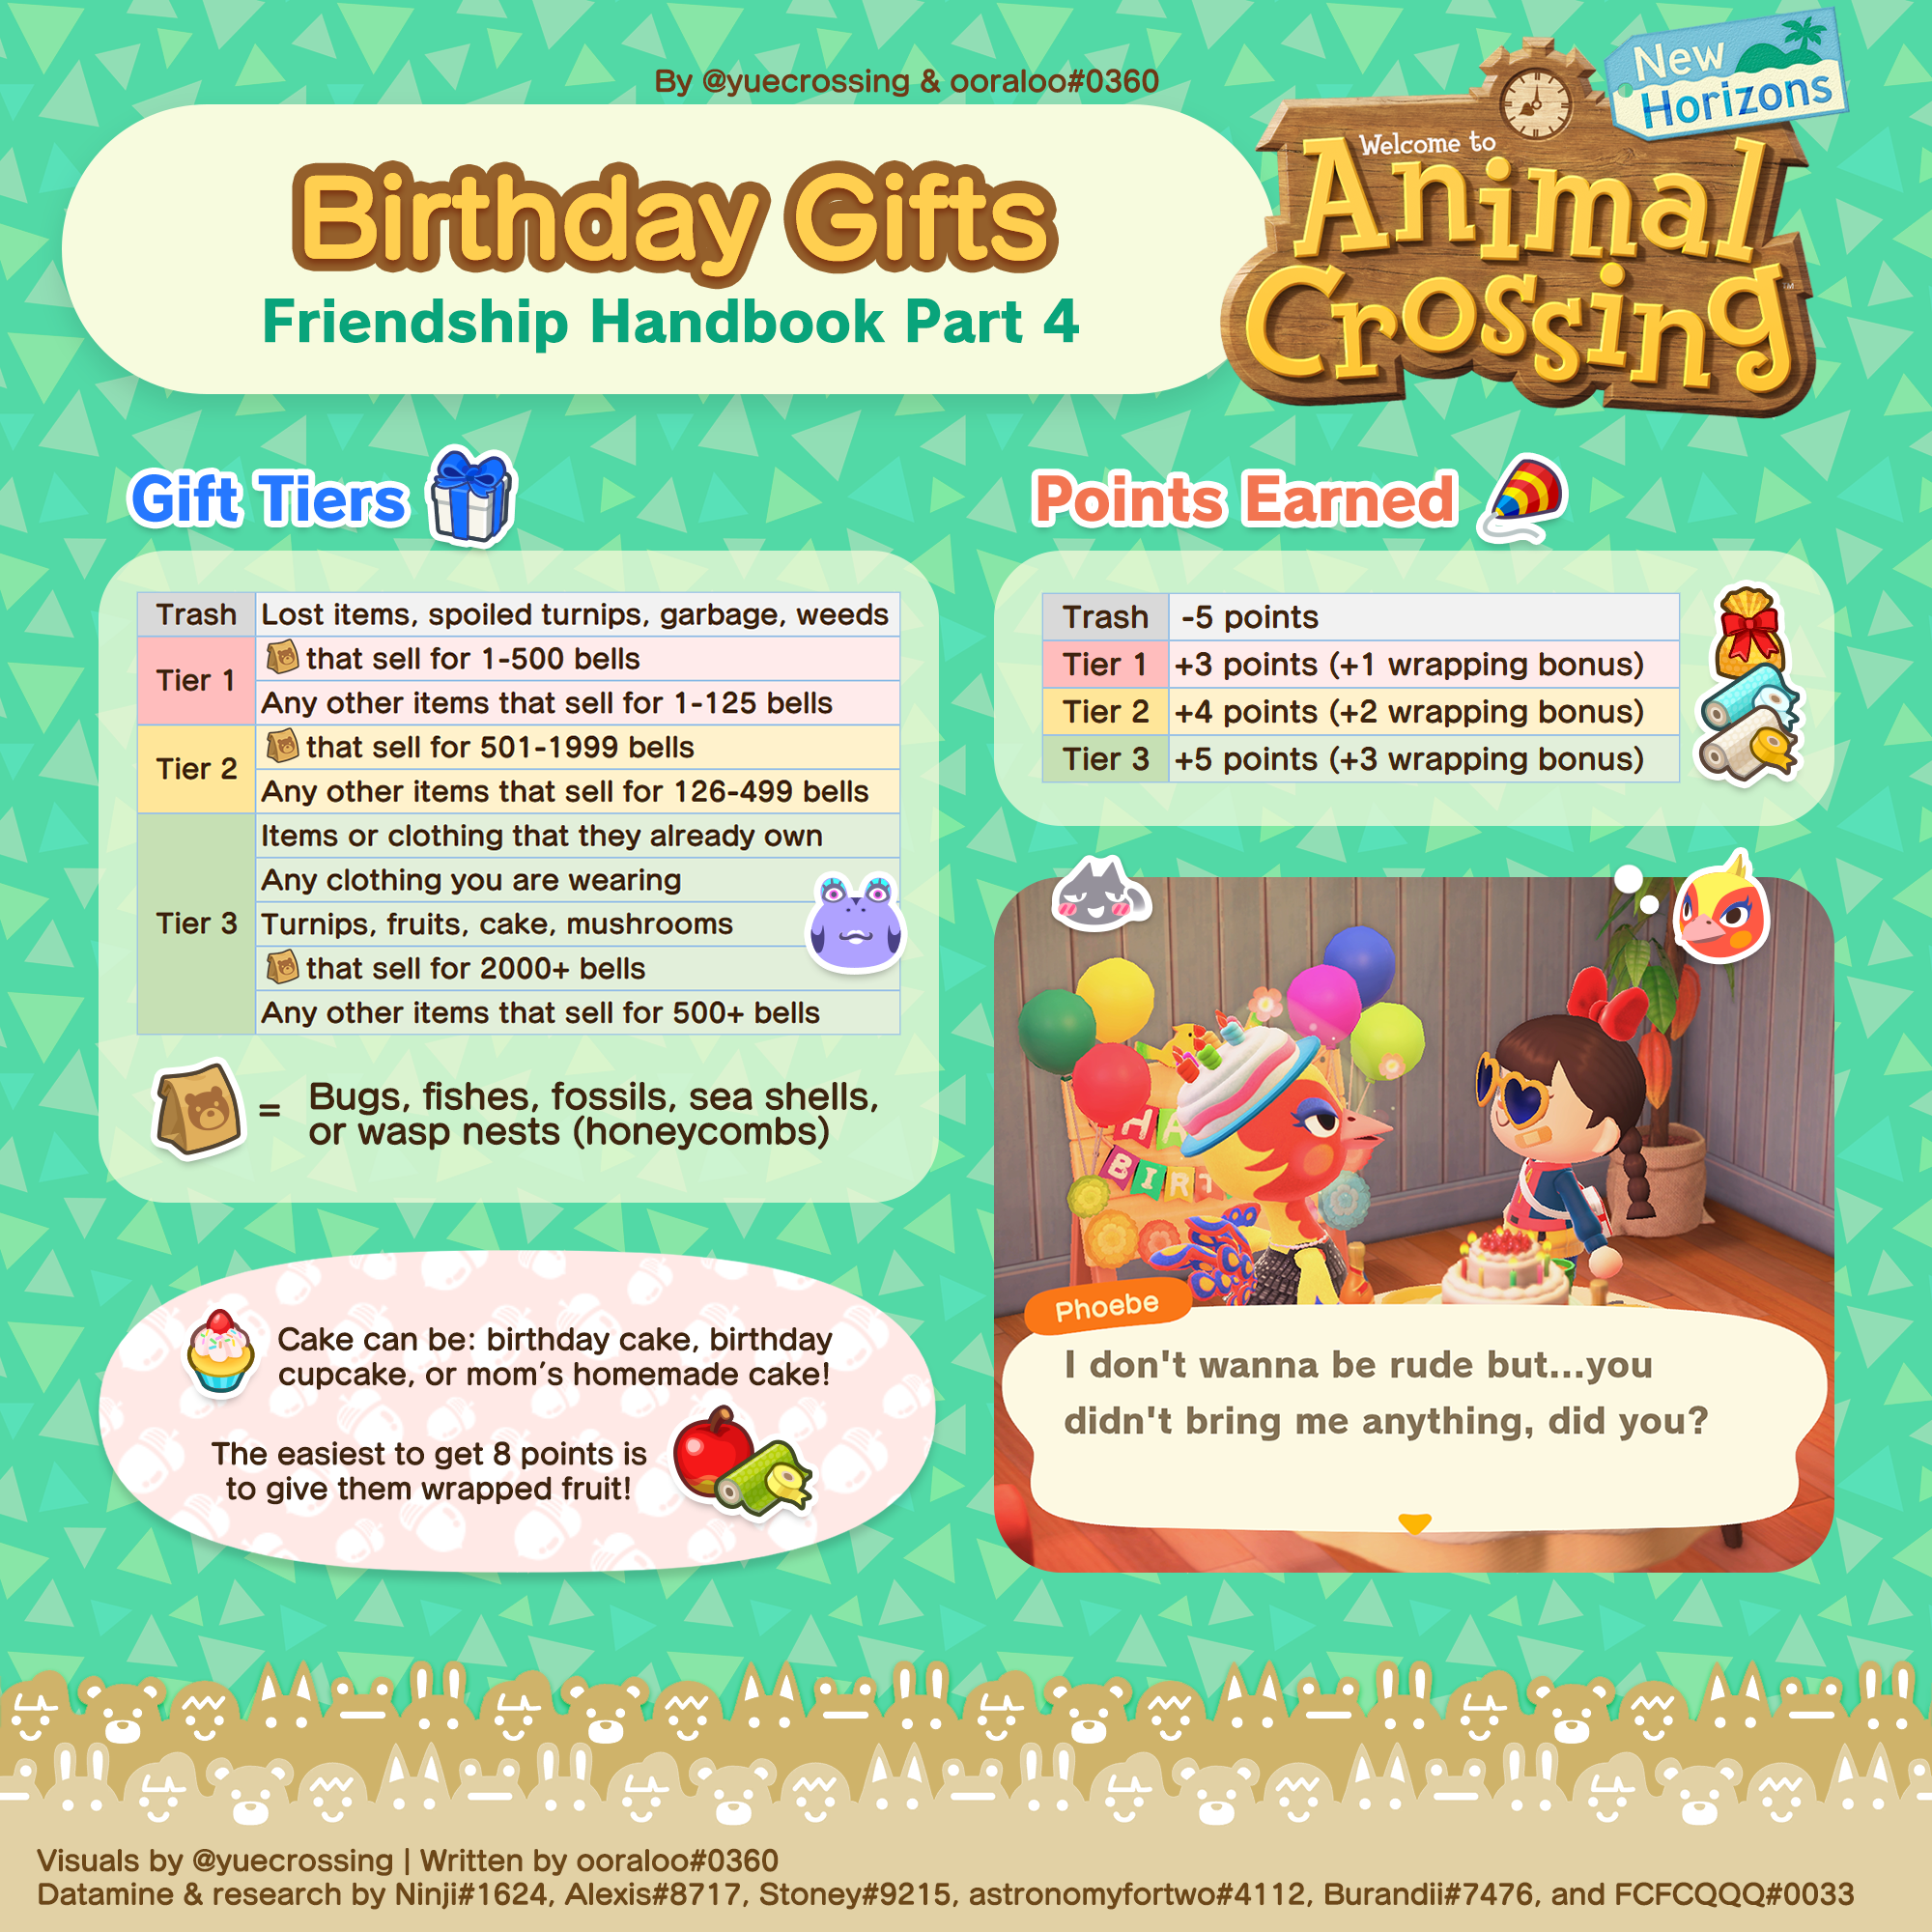 By @yuecrossing & ooraloo#0360
New
Horizons
Welcome to
Animal
Crossing
Birthday Gifts
Friendship Handbook Part 4
Gift Tiers
Trash Lost items, spoiled turnips, garbage, weeds
Tier 1
that sell for 1-500 bells
Any other items that sell for 1-125 bells
Tier 2
that sell for 501-1999 bells
Any other items that sell for 126-499 bells
Tier 3
Items or clothing that they already own
Any clothing you are wearing
Turnips, fruits, cake, mushrooms
that sell for 2000+ bells
Any other items that sell for 500+ bells
= Bugs, fishes, fossils, sea shells,
or wasp nests (honeycombs)
Points Earned
Trash -5 points
Tier 1 +3 points (+1 wrapping bonus)
Tier 2 +4 points (+2 wrapping bonus)
Tier 3 +5 points (+3 wrapping bonus)
Cake can be: birthday cake, birthday
cupcake, or mom's homemade cake!
The easiest to get 8 points is
to give them wrapped fruit!
HA
BIRT
Phoebe
I don't wanna be rude but...you
didn't bring me anything, did you?
Visuals by @yuecrossing | Written by ooraloo#0360
Datamine & research by Ninji#1624, Alexis#8717, Stoney#9215, astronomyfortwo#4112, Burandii#7476, and FCFCQQQ#0033